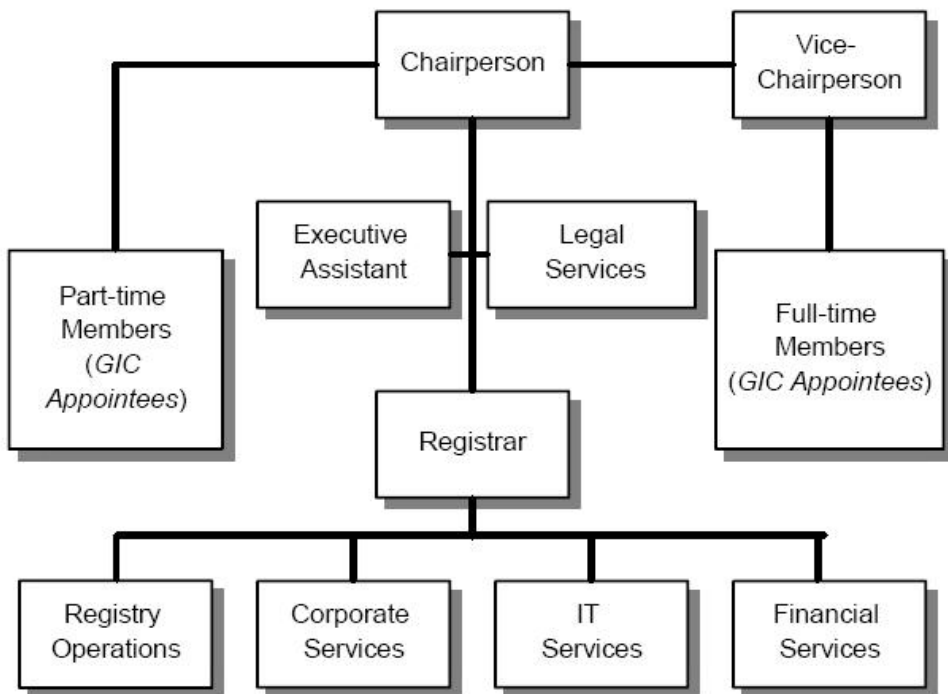 Chairperson
Vice-
Chairperson
Executive
Assistant
Legal
Services
Part-time
Members
(GIC
Appointees)
Full-time
Members
(GIC Appointees)
Registrar
Registry
Operations
Corporate
Services
IT
Services
Financial
Services